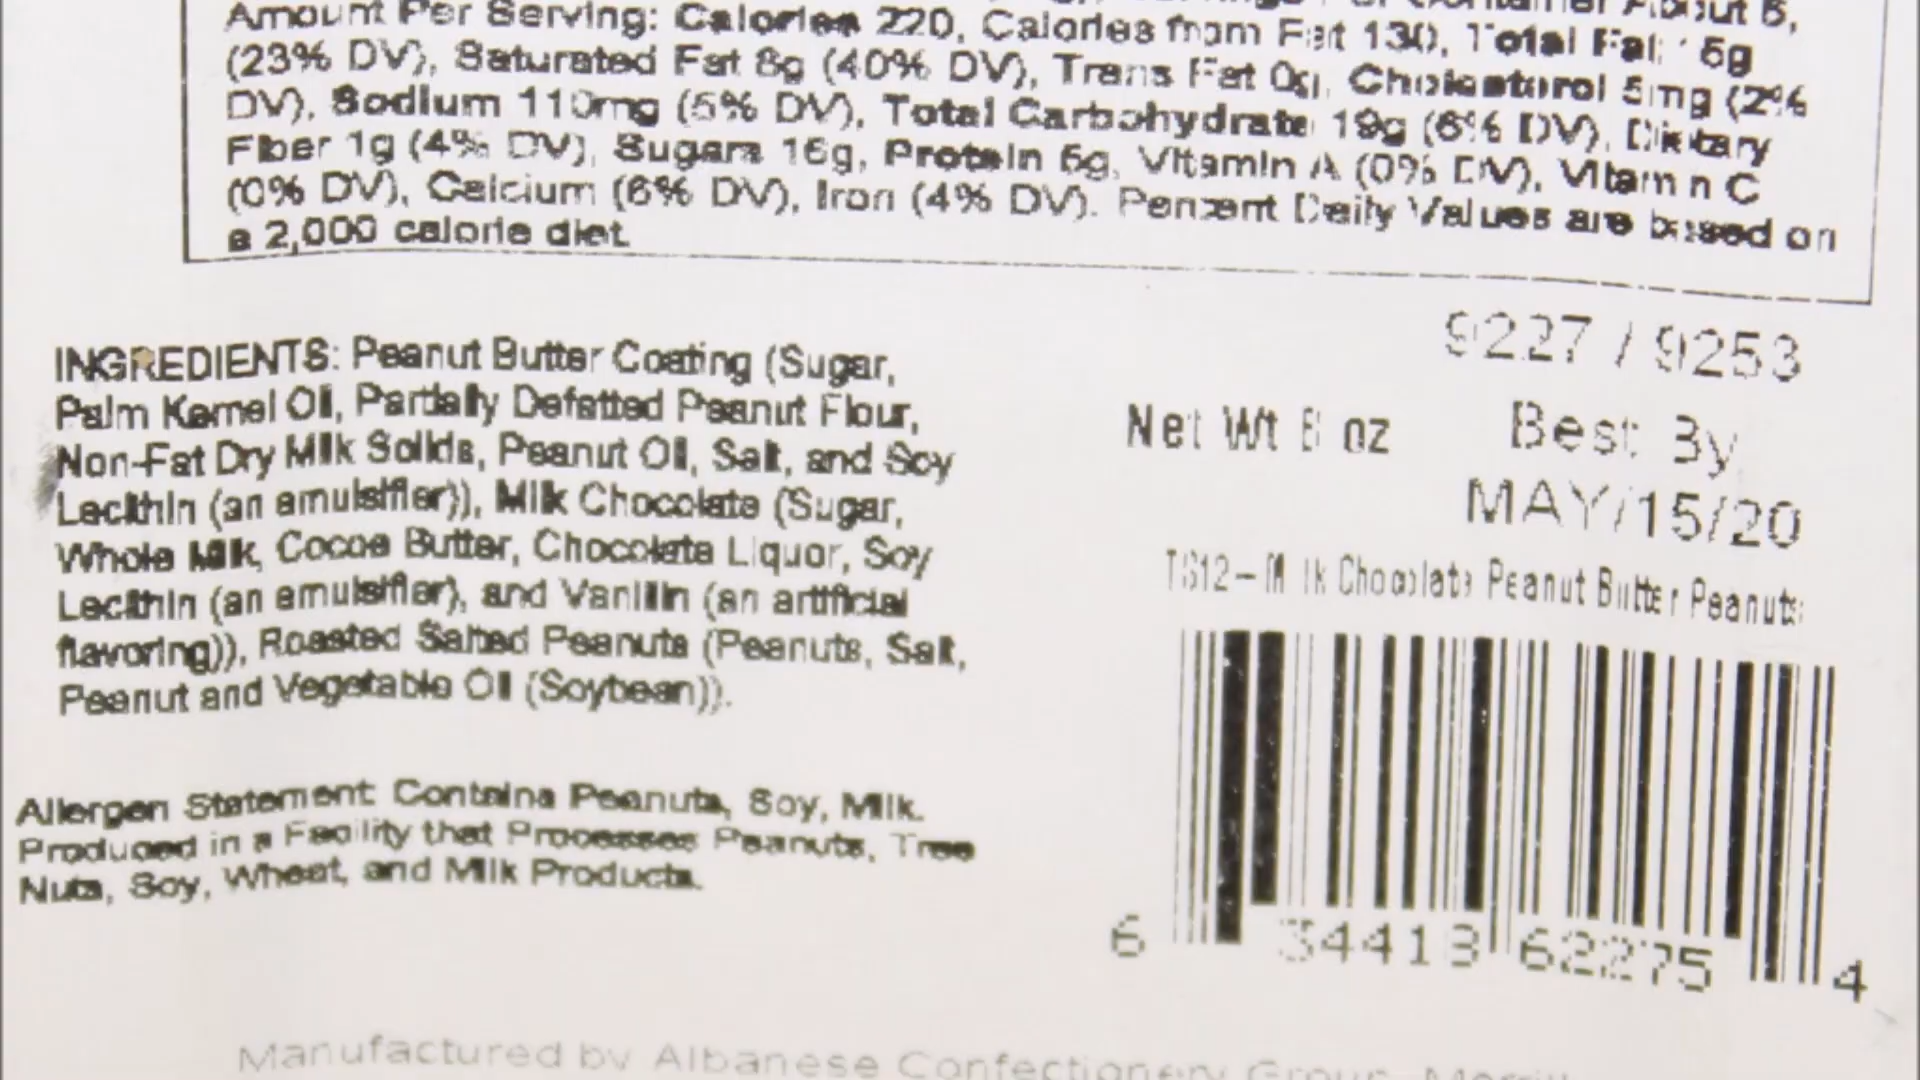 Amount Per Serving: Calories 220, Calories from Fat 130, Total Fat 15g
(23% DV), Saturated Fat 8g (40% DV), Trans Fat 0g, Cholesterol 5mg (2%
DV), Sodium 110mg (5% DV), Total Carbohydrate 19g (6% DV), Dietary
Fiber 1g (4% DV), Sugars 16g, Protein 5g, Vitamin A (0% DV), Vitamin C
(0% DV), Calcium (6% DV), Iron (4% DV). Percent Daily Values are based on
a 2,000 calorie diet.
INGREDIENTS: Peanut Butter Coating (Sugar,
Palm Kernel Oil, Partially Defatted Peanut Flour,
Non-Fat Dry Milk Solids, Peanut Oil, Salt, and Soy
Lecithin (an emulsifier)), Milk Chocolate (Sugar,
Whole Milk, Cocoa Butter, Chocolate Liquor, Soy
Lecithin (an emulsifier), and Vanillin (an artificial
flavoring)), Roasted Salted Peanuts (Peanuts, Salt,
Peanut and Vegetable Oil (Soybean)).
Allergen Statement: Contains Peanuts, Soy, Milk.
Produced in a Facility that Processes Peanuts, Tree
Nuts, Soy, Wheat, and Milk Products.
9227 / 9253
Net Wt oz
Best By
MAY/15/20
Milk Chocolate Peanut Butter Peanuts
6 34418 62275 4
Manufactured by Albanese Confectionery Group,